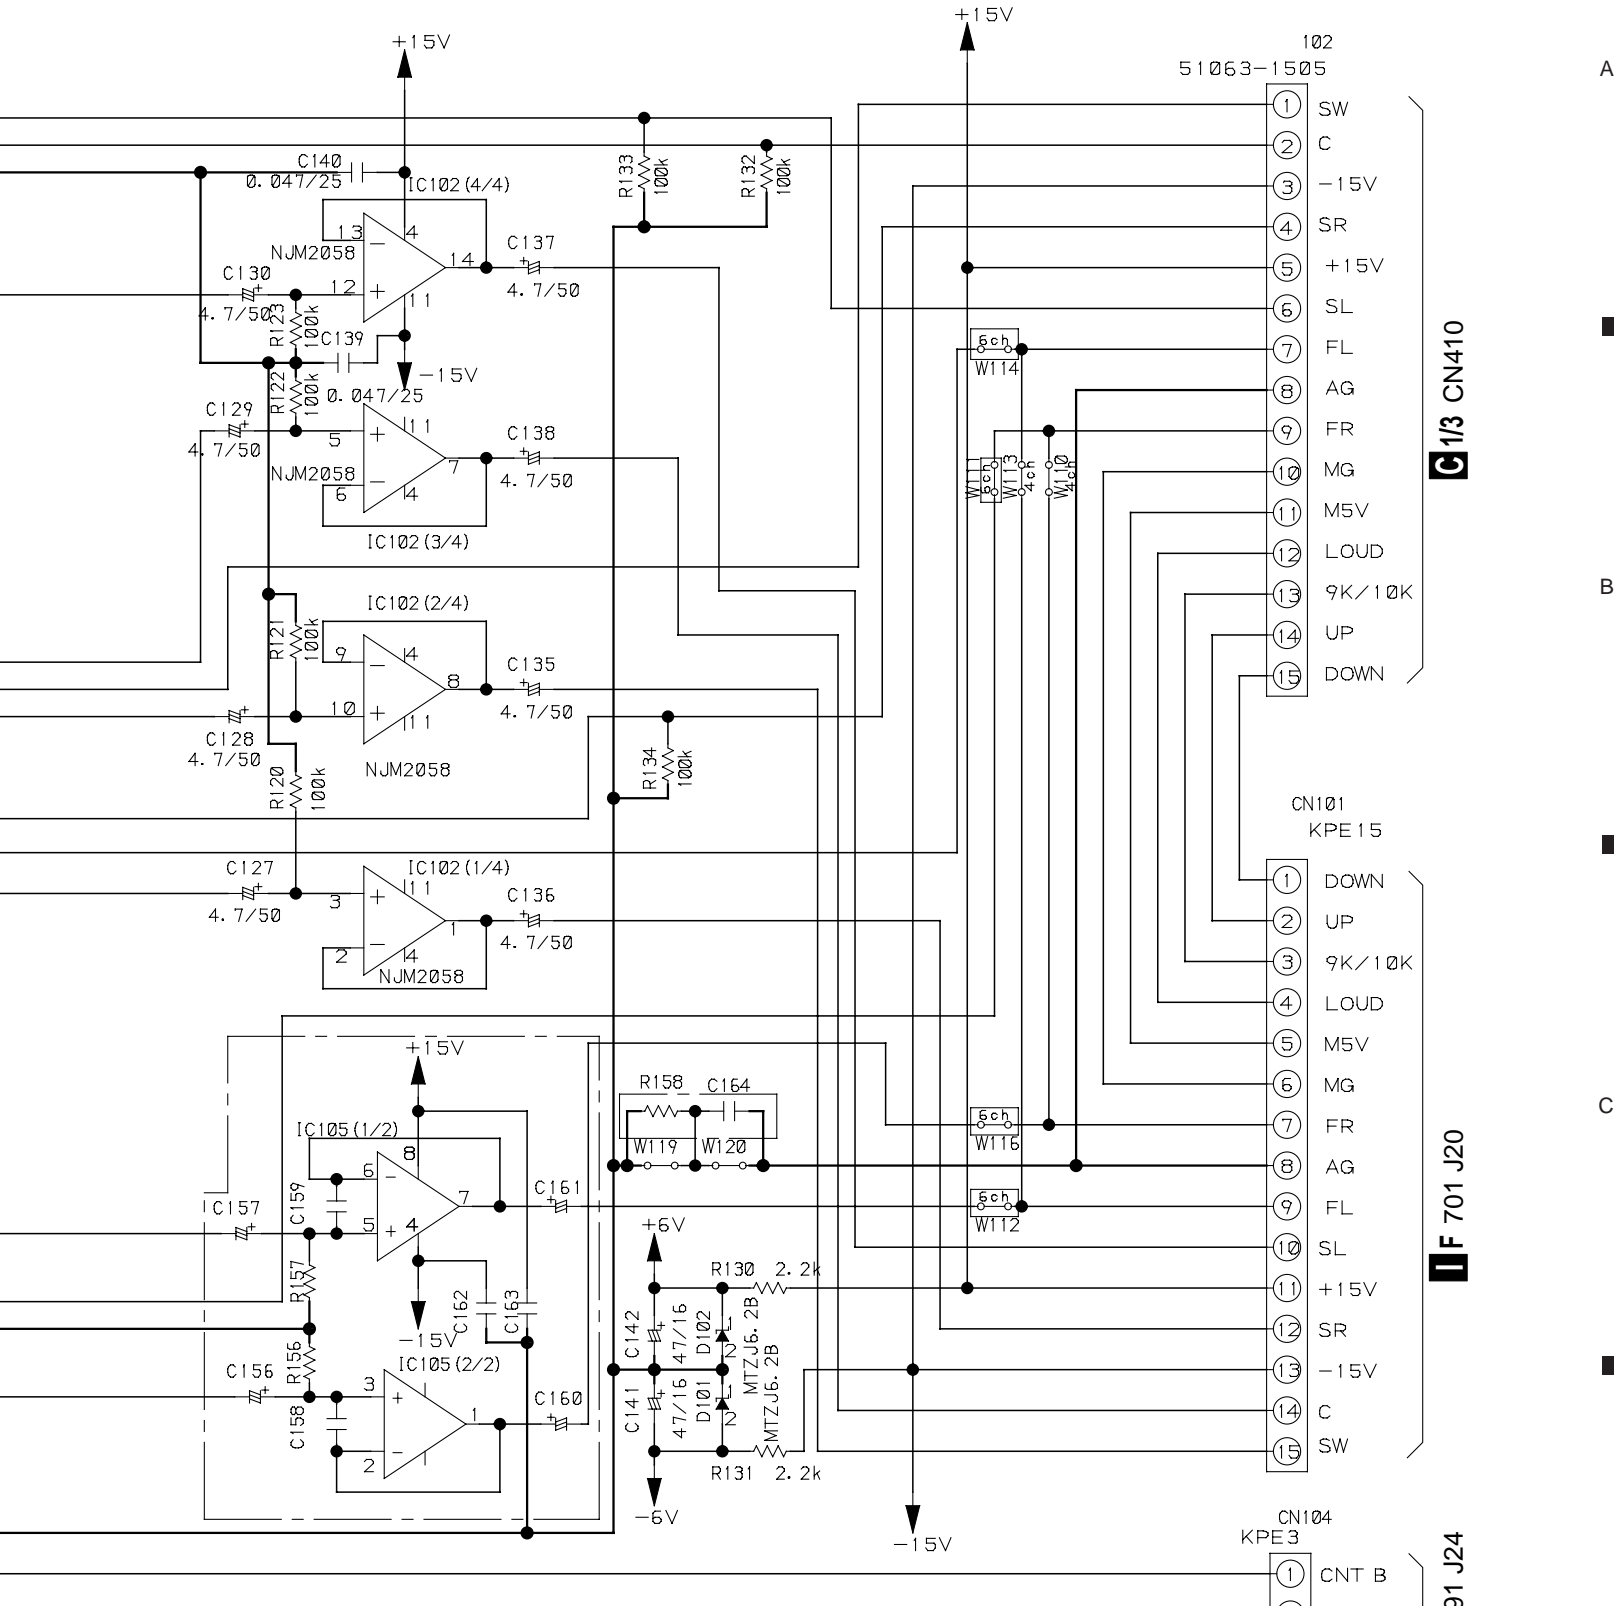 +15V
+15V
102
51063-1505
A
1 SW
2 C
3 -15V
4 SR
5 +15V
6 SL
7 FL
8 AG
9 FR
10 MG
11 M5V
12 LOUD
13 9K/10K
14 UP
15 DOWN
C 1/3 CN410
C140
0.047/25
IC102(4/4)
R133
100k
R132
100k
13
4
NJM2058
14
C137
4.7/50
C130
4.7/50
12
11
R123
100k
C139
-15V
0.047/25
R122
100k
6ch
W114
C129
4.7/50
5
11
NJM2058
7
6
4
C138
4.7/50
IC102(3/4)
W111
6ch
W113
4ch
W110
4ch
B
IC102(2/4)
R121
100k
9
4
8
10
11
C135
4.7/50
C128
4.7/50
NJM2058
R120
100k
R134
100k
CN101
KPE15
C127
4.7/50
IC102(1/4)
3
11
1
2
4
NJM2058
C136
4.7/50
1 DOWN
2 UP
3 9K/10K
4 LOUD
5 M5V
6 MG
7 FR
8 AG
9 FL
10 SL
11 +15V
12 SR
13 -15V
14 C
15 SW
I F 701 J20
C
+15V
R158
C164
IC105(1/2)
8
6
7
5
4
W119
W120
6ch
W116
C159
C157
C161
6ch
W112
+6V
R157
R130 2.2k
C162
C163
-15V
C142
47/16
D102
1
2
MTZJ6.2B
R156
IC105(2/2)
C156
3
1
2
C158
C160
C141
47/16
D101
1
2
MTZJ6.2B
R131 2.2k
-6V
-15V
CN104
KPE3
1 CNT B
91 J24